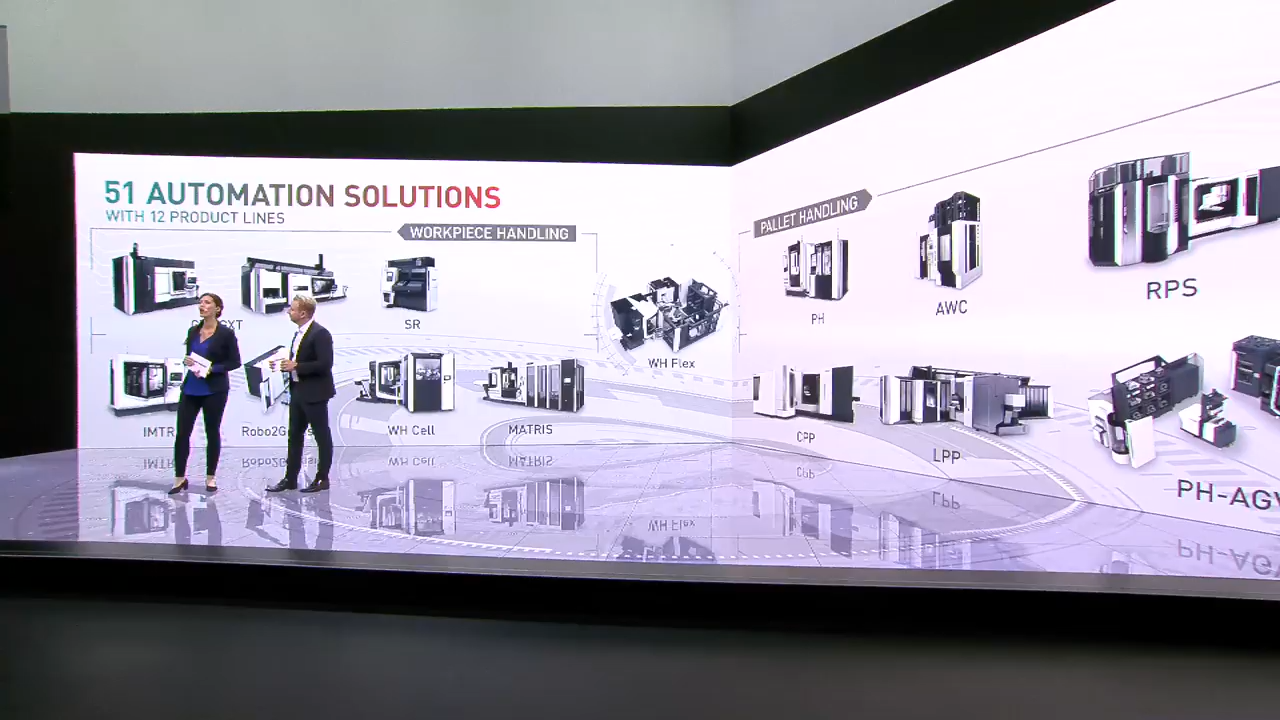 51 AUTOMATION SOLUTIONS
WITH 12 PRODUCT LINES
WORKPIECE HANDLING
PALLET HANDLING
SR
PH
AWC
RPS
WH Flex
IMTR
WH Cell
MATRIS
CPP
LPP
PH-AGV